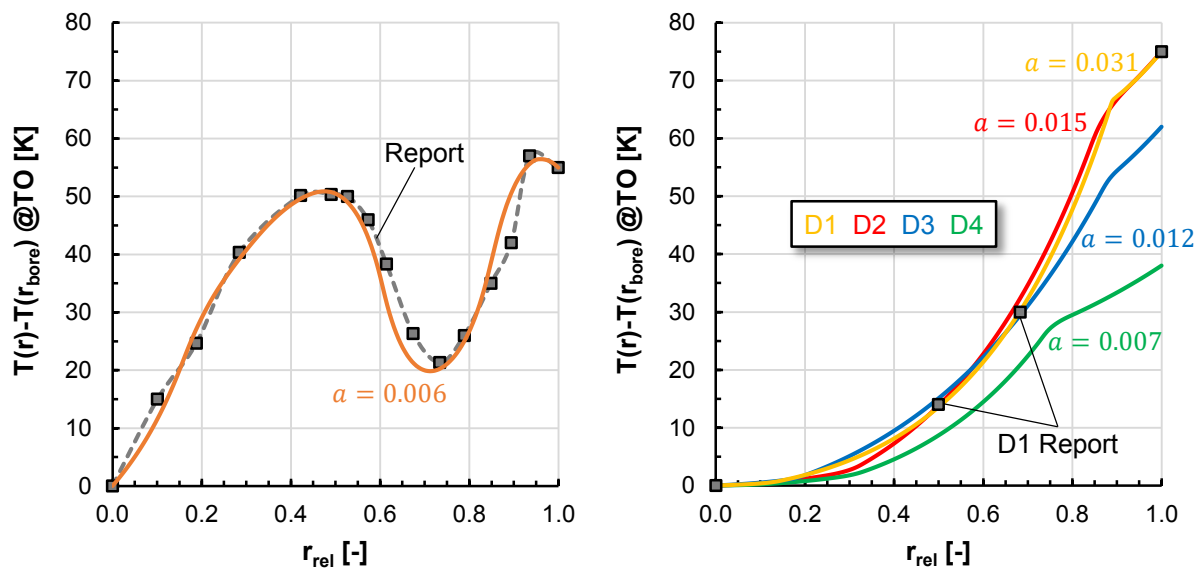 T(r)-T(r_bore) @TO [K]
80
70
60
50
40
30
20
10
0
Report
a = 0.006
0.0 0.2 0.4 0.6 0.8 1.0
r_rel [-]
T(r)-T(r_bore) @TO [K]
80
70
60
50
40
30
20
10
0
a = 0.031
a = 0.015
D1 D2 D3 D4
a = 0.012
a = 0.007
D1 Report
0.0 0.2 0.4 0.6 0.8 1.0
r_rel [-]